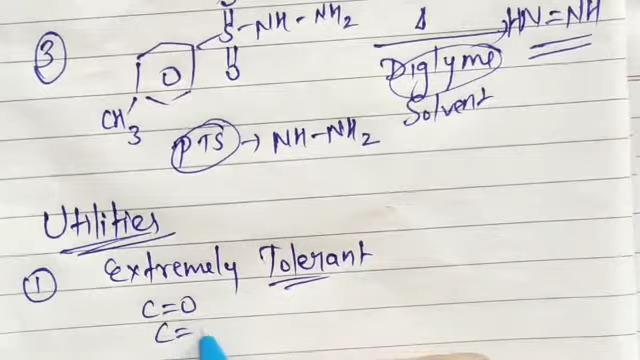 O
③ S-NH-NH2 Δ HN=NH
O
O Diglyme
CH3 Solvent
PTS → NH-NH2
Utilities
① Extremely Tolerant
C=O
C=